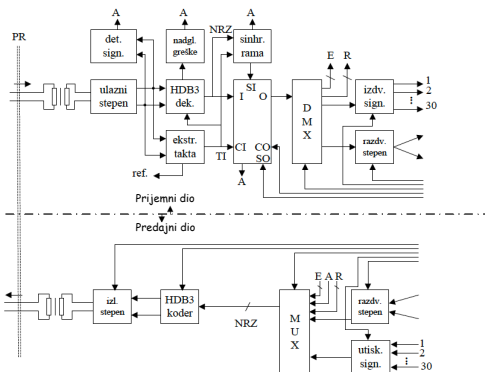 A
A
NRZ
A
PR
det.
sign.
nadgl.
greške
sinhr.
rama
E
R
ulazni
stepen
HDB3
dek.
SI
I
O
D
M
X
izdv.
sign.
1
2
⋮
30
ekstr.
takta
CI
CO
SO
razdv.
stepen
ref.
TI
A
Prijemni dio
Predajni dio
E
A
R
izl.
stepen
HDB3
koder
NRZ
M
U
X
razdv.
stepen
utisk.
sign.
1
2
⋮
30